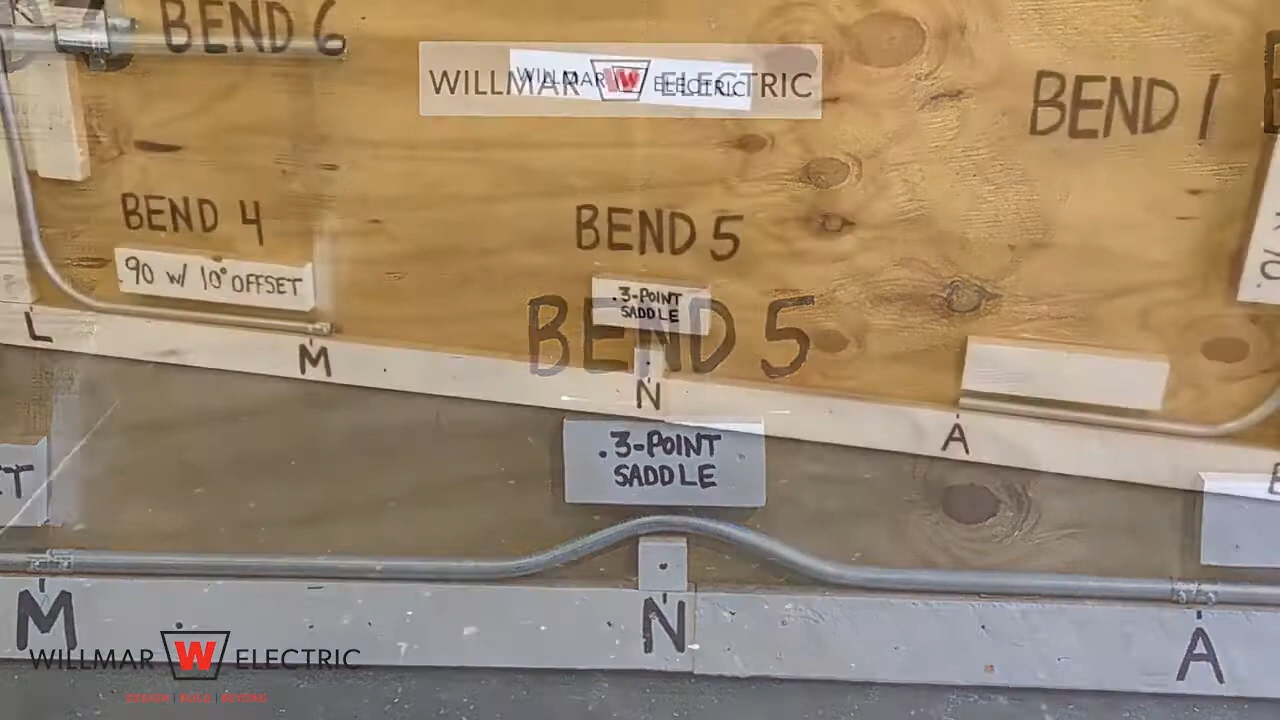 BEND 6
WILLMAR W ELECTRIC
WILLMAR W ELECTRIC
BEND 1
BEND 4
90 W/ 10° OFFSET
BEND 5
.3-POINT
SADDLE
BEND 5
L
M
N
A
.3-POINT
SADDLE
M
N
A
WILLMAR W ELECTRIC